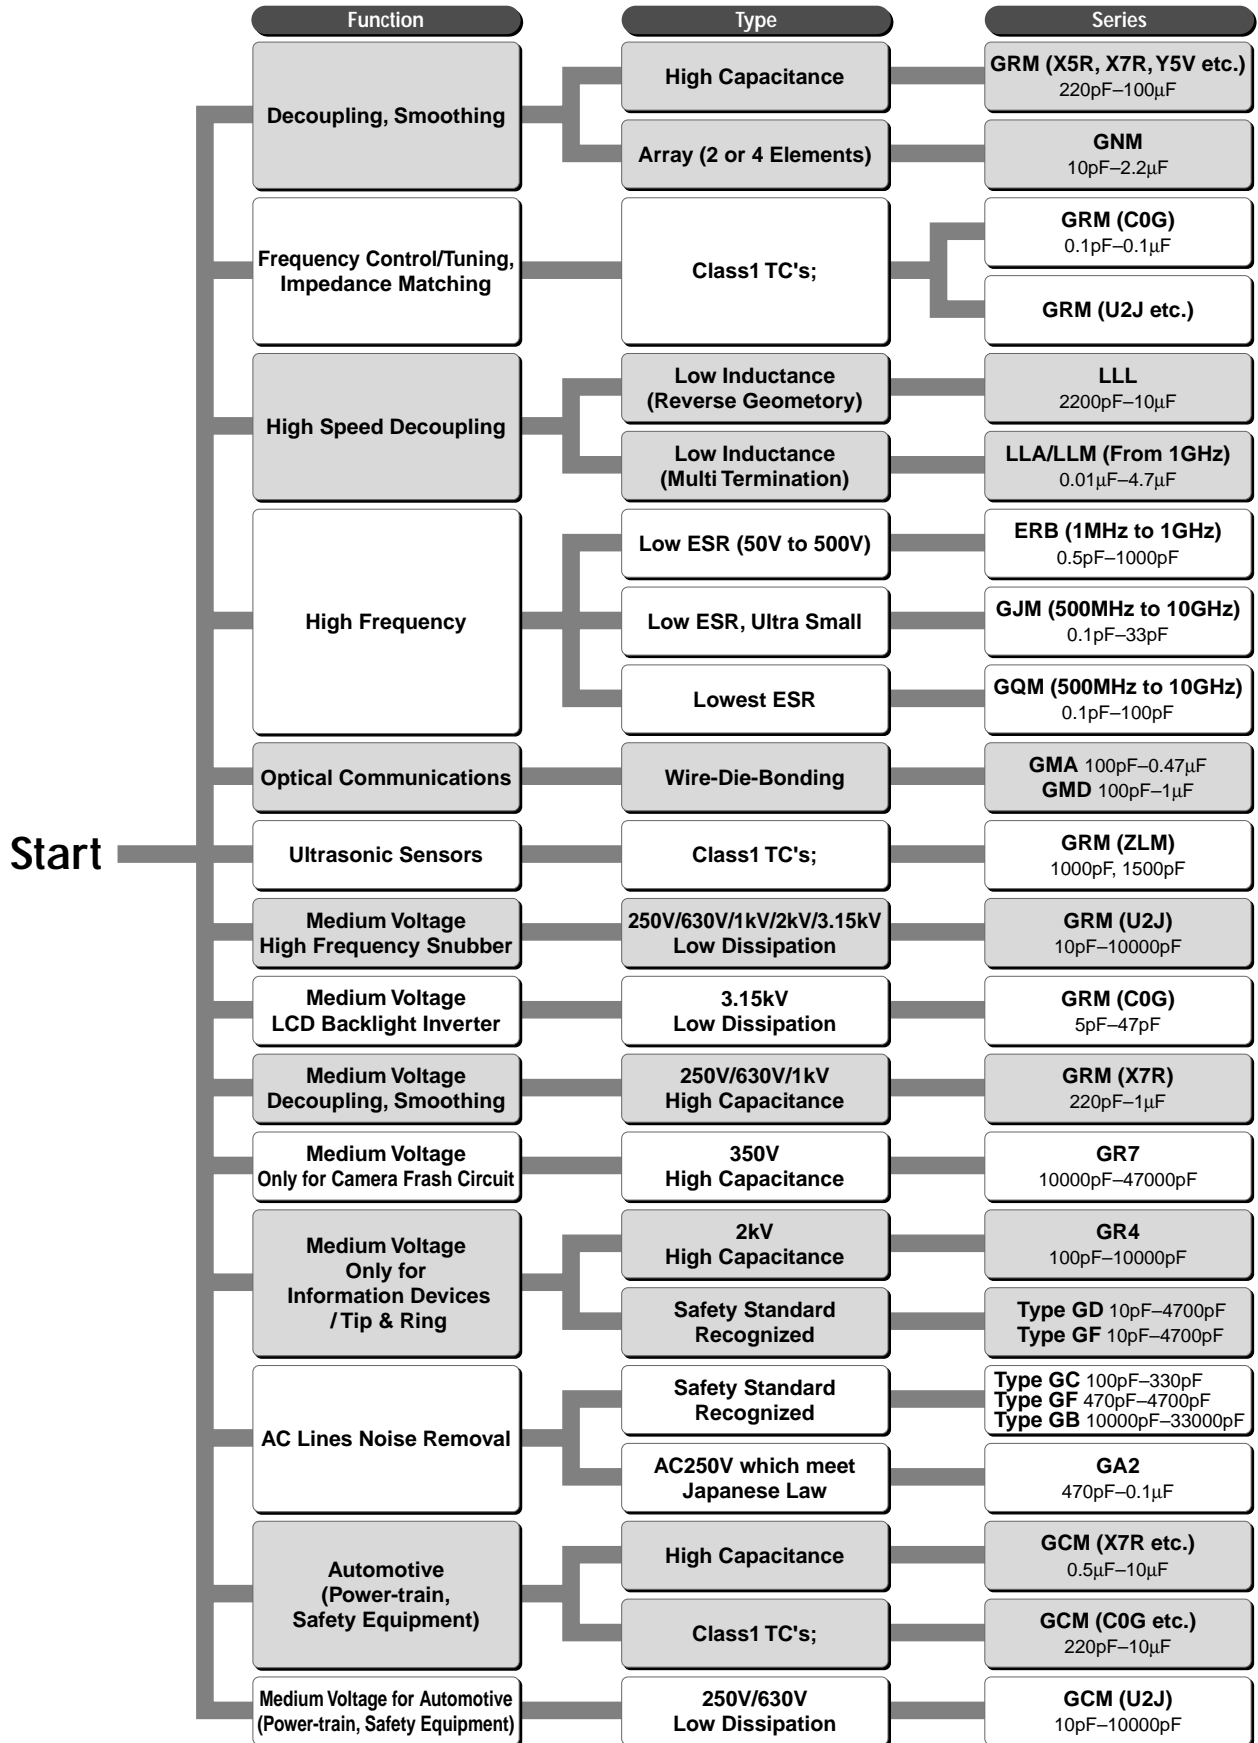 Function
Type
Series
Decoupling, Smoothing
High Capacitance
GRM (X5R, X7R, Y5V etc.)
220pF–100μF
Array (2 or 4 Elements)
GNM
10pF–2.2μF
Frequency Control/Tuning,
Impedance Matching
Class1 TC's;
GRM (C0G)
0.1pF–0.1μF
GRM (U2J etc.)
High Speed Decoupling
Low Inductance
(Reverse Geometory)
LLL
2200pF–10μF
Low Inductance
(Multi Termination)
LLA/LLM (From 1GHz)
0.01μF–4.7μF
High Frequency
Low ESR (50V to 500V)
ERB (1MHz to 1GHz)
0.5pF–1000pF
Low ESR, Ultra Small
GJM (500MHz to 10GHz)
0.1pF–33pF
Lowest ESR
GQM (500MHz to 10GHz)
0.1pF–100pF
Optical Communications
Wire-Die-Bonding
GMA 100pF–0.47μF
GMD 100pF–1μF
Start
Ultrasonic Sensors
Class1 TC's;
GRM (ZLM)
1000pF, 1500pF
Medium Voltage
High Frequency Snubber
250V/630V/1kV/2kV/3.15kV
Low Dissipation
GRM (U2J)
10pF–10000pF
Medium Voltage
LCD Backlight Inverter
3.15kV
Low Dissipation
GRM (C0G)
5pF–47pF
Medium Voltage
Decoupling, Smoothing
250V/630V/1kV
High Capacitance
GRM (X7R)
220pF–1μF
Medium Voltage
Only for Camera Frash Circuit
350V
High Capacitance
GR7
10000pF–47000pF
Medium Voltage
Only for
Information Devices
/ Tip & Ring
2kV
High Capacitance
GR4
100pF–10000pF
Safety Standard
Recognized
Type GD 10pF–4700pF
Type GF 10pF–4700pF
AC Lines Noise Removal
Safety Standard
Recognized
Type GC 100pF–330pF
Type GF 470pF–4700pF
Type GB 10000pF–33000pF
AC250V which meet
Japanese Law
GA2
470pF–0.1μF
Automotive
(Power-train,
Safety Equipment)
High Capacitance
GCM (X7R etc.)
0.5μF–10μF
Class1 TC's;
GCM (C0G etc.)
220pF–10μF
Medium Voltage for Automotive
(Power-train, Safety Equipment)
250V/630V
Low Dissipation
GCM (U2J)
10pF–10000pF